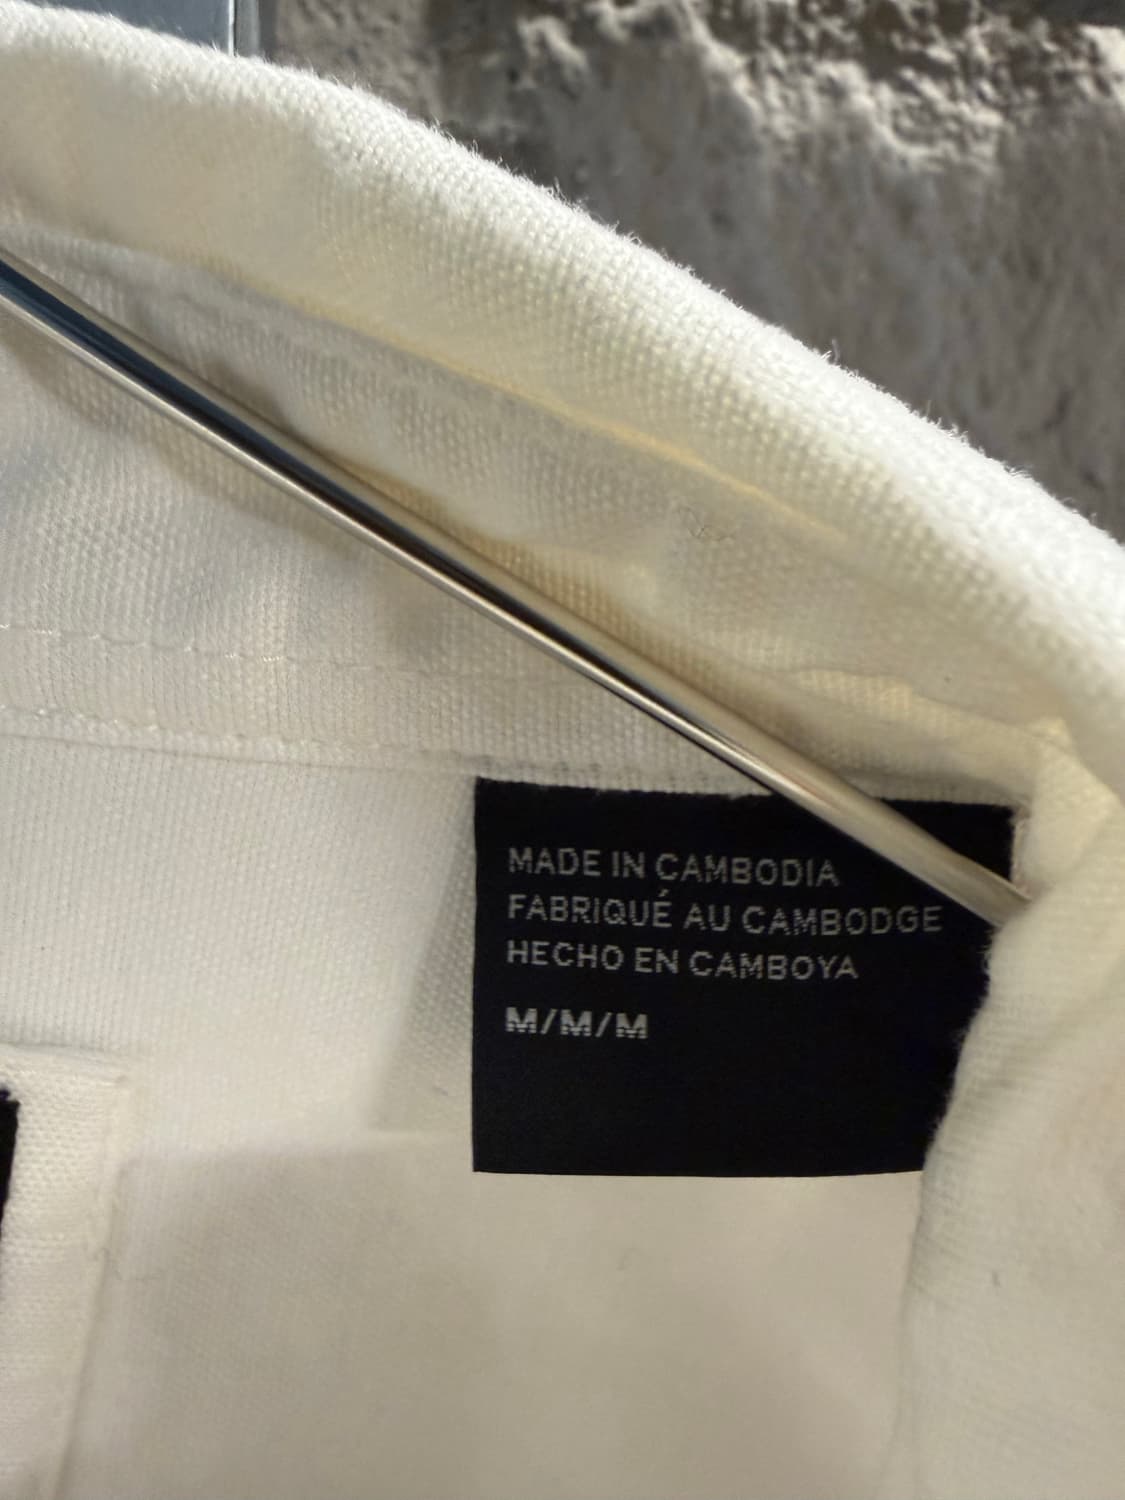 MADE IN CAMBODIA
FABRIQUÉ AU CAMBODGE
HECHO EN CAMBOYA
M/M/M